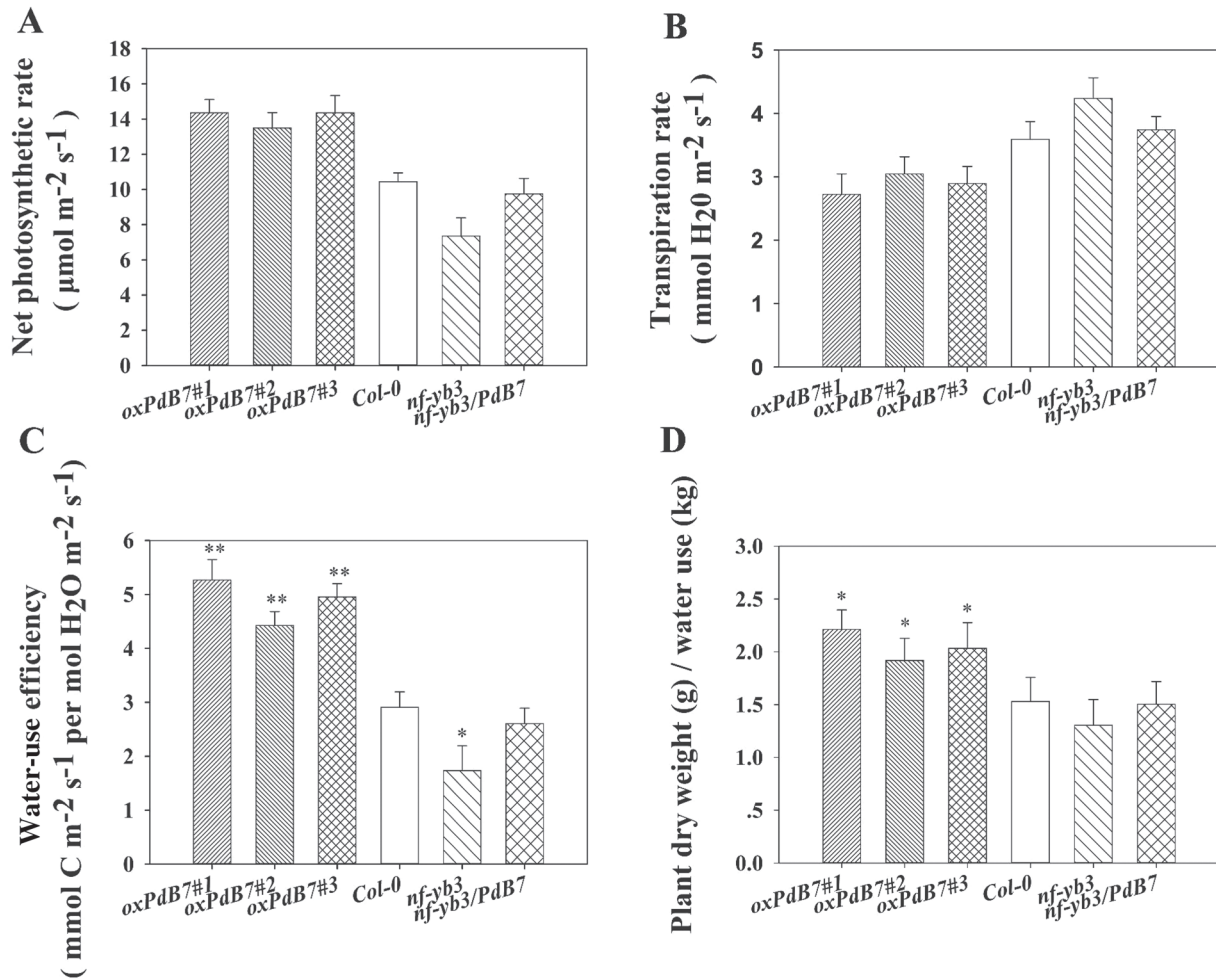 A
Net photosynthetic rate
( µmol m-2 s-1)
18
16
14
12
10
8
6
4
2
0
oxPdB7#1
oxPdB7#2
oxPdB7#3
Col-0
nf-yb3
nf-yb3/PdB7
B
Transpiration rate
( mmol H20 m-2 s-1)
5
4
3
2
1
0
oxPdB7#1
oxPdB7#2
oxPdB7#3
Col-0
nf-yb3
nf-yb3/PdB7
C
Water-use efficiency
( mmol C m-2 s-1 per mol H2O m-2 s-1)
6
5
4
3
2
1
0
**
**
**
*
oxPdB7#1
oxPdB7#2
oxPdB7#3
Col-0
nf-yb3
nf-yb3/PdB7
D
Plant dry weight (g) / water use (kg)
3.0
2.5
2.0
1.5
1.0
.5
0.0
*
*
*
oxPdB7#1
oxPdB7#2
oxPdB7#3
Col-0
nf-yb3
nf-yb3/PdB7